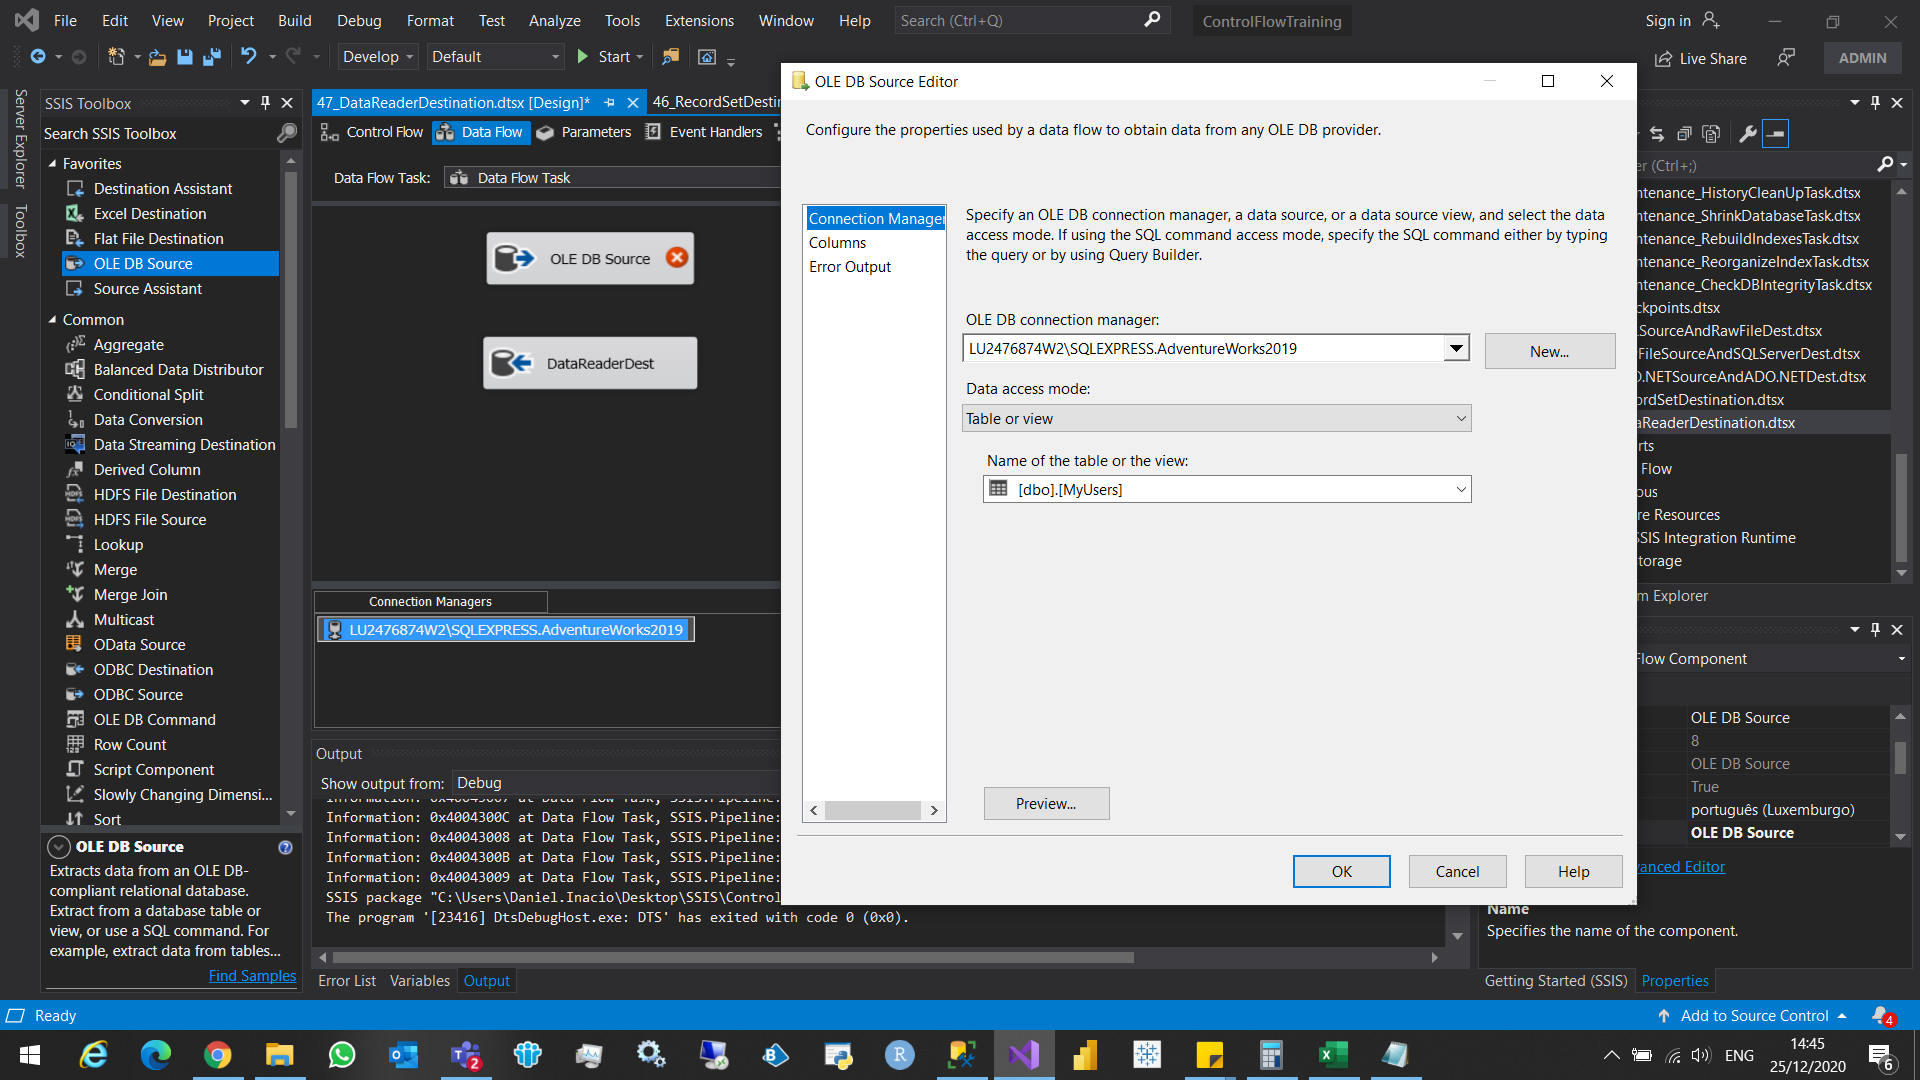 File Edit View Project Build Debug Format Test Analyze Tools Extensions Window Help Search (Ctrl+Q) ControlFlowTraining Sign in
Develop Default Start Live Share ADMIN
Server Explorer
Toolbox
SSIS Toolbox
Search SSIS Toolbox
Favorites
Destination Assistant
Excel Destination
Flat File Destination
OLE DB Source
Source Assistant
Common
Aggregate
Balanced Data Distributor
Conditional Split
Data Conversion
Data Streaming Destination
Derived Column
HDFS File Destination
HDFS File Source
Lookup
Merge
Merge Join
Multicast
OData Source
ODBC Destination
ODBC Source
OLE DB Command
Row Count
Script Component
Slowly Changing Dimensi...
Sort
OLE DB Source
Extracts data from an OLE DB-
compliant relational database.
Extract from a database table or
view, or use a SQL command. For
example, extract data from tables...
Find Samples
47_DataReaderDestination.dtsx [Design]* 46_RecordSetDestin
Control Flow Data Flow Parameters Event Handlers
Data Flow Task: Data Flow Task
OLE DB Source
DataReaderDest
Connection Managers
LU2476874W2\SQLEXPRESS.AdventureWorks2019
Output
Show output from: Debug
Information: 0x40043007 at Data Flow Task, SSIS.Pipeline:
Information: 0x4004300C at Data Flow Task, SSIS.Pipeline:
Information: 0x40043008 at Data Flow Task, SSIS.Pipeline:
Information: 0x4004300B at Data Flow Task, SSIS.Pipeline:
Information: 0x40043009 at Data Flow Task, SSIS.Pipeline:
SSIS package "C:\Users\Daniel.Inacio\Desktop\SSIS\Control
The program '[23416] DtsDebugHost.exe: DTS' has exited with code 0 (0x0).
Error List Variables Output
OLE DB Source Editor
Configure the properties used by a data flow to obtain data from any OLE DB provider.
Connection Manager
Columns
Error Output
Specify an OLE DB connection manager, a data source, or a data source view, and select the data
access mode. If using the SQL command access mode, specify the SQL command either by typing
the query or by using Query Builder.
OLE DB connection manager:
LU2476874W2\SQLEXPRESS.AdventureWorks2019
New...
Data access mode:
Table or view
Name of the table or the view:
[dbo].[MyUsers]
Preview...
OK Cancel Help
er (Ctrl+;)
ntenance_HistoryCleanUpTask.dtsx
ntenance_ShrinkDatabaseTask.dtsx
ntenance_RebuildIndexesTask.dtsx
ntenance_ReorganizeIndexTask.dtsx
ntenance_CheckDBIntegrityTask.dtsx
ckpoints.dtsx
.SourceAndRawFileDest.dtsx
FileSourceAndSQLServerDest.dtsx
D.NETSourceAndADO.NETDest.dtsx
ordSetDestination.dtsx
aReaderDestination.dtsx
rts
Flow
ous
re Resources
SSIS Integration Runtime
torage
m Explorer
Flow Component
OLE DB Source
8
OLE DB Source
True
português (Luxemburgo)
OLE DB Source
vanced Editor
Name
Specifies the name of the component.
Getting Started (SSIS) Properties
Ready Add to Source Control 4
2 ENG 14:45
25/12/2020 6